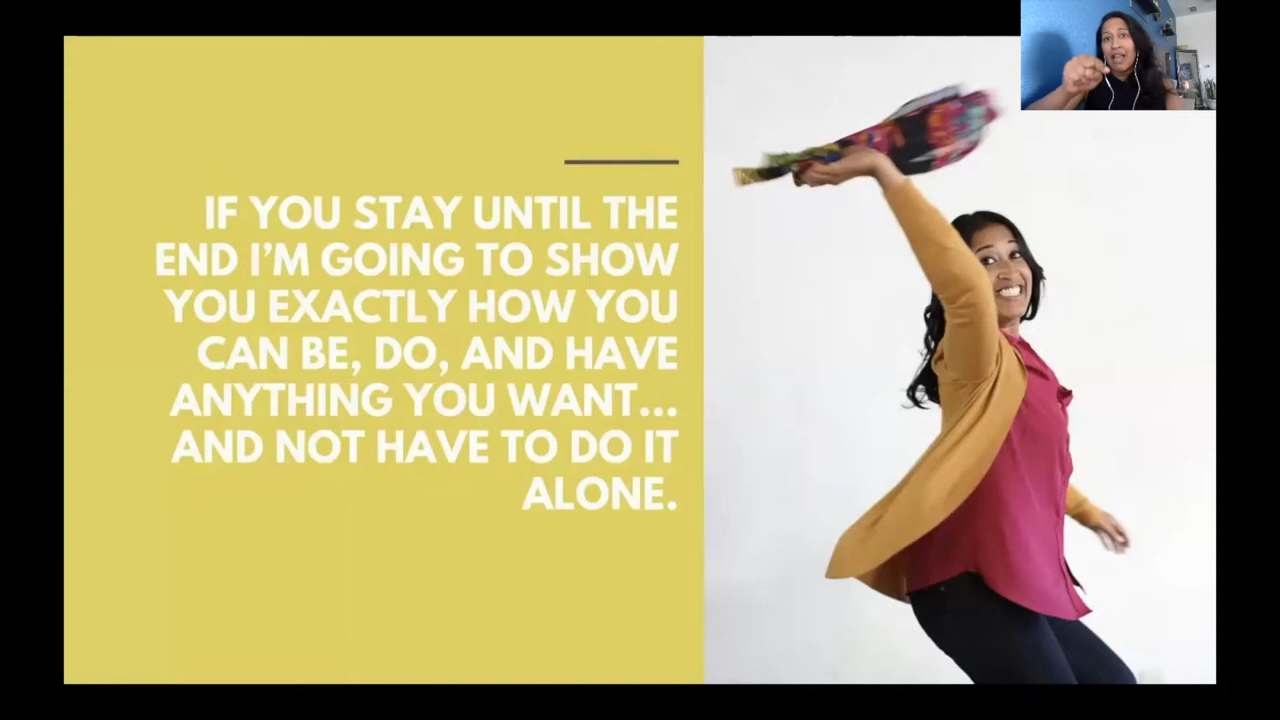 IF YOU STAY UNTIL THE
END I’M GOING TO SHOW
YOU EXACTLY HOW YOU
CAN BE, DO, AND HAVE
ANYTHING YOU WANT...
AND NOT HAVE TO DO IT
ALONE.